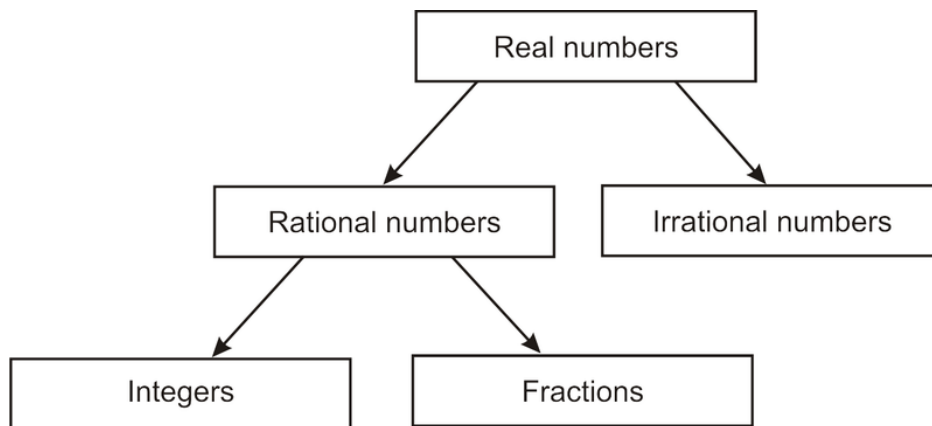 Real numbers
Rational numbers
Irrational numbers
Integers
Fractions